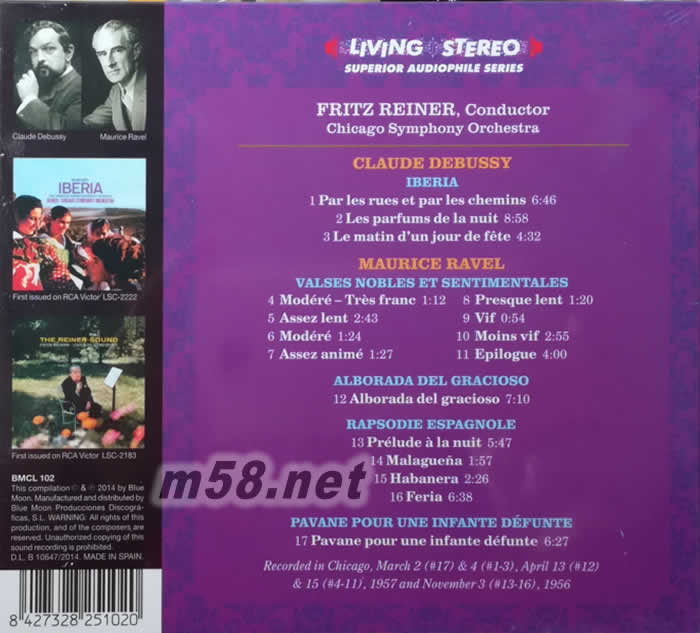 Claude Debussy
Maurice Ravel
IBERIA
First issued on RCA Victor LSC-2222
THE REINER SOUND
First issued on RCA Victor LSC-2183
BMCL 102
This compilation © & ℗ 2014 by Blue
Moon. Manufactured and distributed by
Blue Moon Producciones Discográf-
icas, S.L. WARNING: All rights of this
production, and of the composers are
reserved. Unauthorized copying of this
sound recording is prohibited.
D.L. B 10647/2014. MADE IN SPAIN.
8 427328 251020
LIVING STEREO
SUPERIOR AUDIOPHILE SERIES
FRITZ REINER, Conductor
Chicago Symphony Orchestra
CLAUDE DEBUSSY
IBERIA
1 Par les rues et par les chemins 6:46
2 Les parfums de la nuit 8:58
3 Le matin d'un jour de fête 4:32
MAURICE RAVEL
VALSES NOBLES ET SENTIMENTALES
4 Modéré – Très franc 1:12
5 Assez lent 2:43
6 Modéré 1:24
7 Assez animé 1:27
8 Presque lent 1:20
9 Vif 0:54
10 Moins vif 2:55
11 Epilogue 4:00
ALBORADA DEL GRACIOSO
12 Alborada del gracioso 7:10
RAPSODIE ESPAGNOLE
13 Prélude à la nuit 5:47
14 Malagueña 1:57
15 Habanera 2:26
16 Feria 6:38
PAVANE POUR UNE INFANTE DÉFUNTE
17 Pavane pour une infante défunte 6:27
Recorded in Chicago, March 2 (#17) & 4 (#1-3), April 13 (#12)
& 15 (#4-11), 1957 and November 3 (#13-16), 1956
m58.net